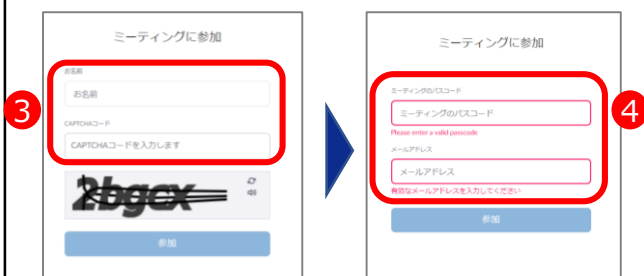 ミーティングに参加
お名前
お名前
CAPTCHAコード
CAPTCHAコードを入力します
2bgcx
参加
3
ミーティングに参加
ミーティングのパスコード
ミーティングのパスコード
Please enter a valid passcode
メールアドレス
メールアドレス
有効なメールアドレスを入力してください
参加
4